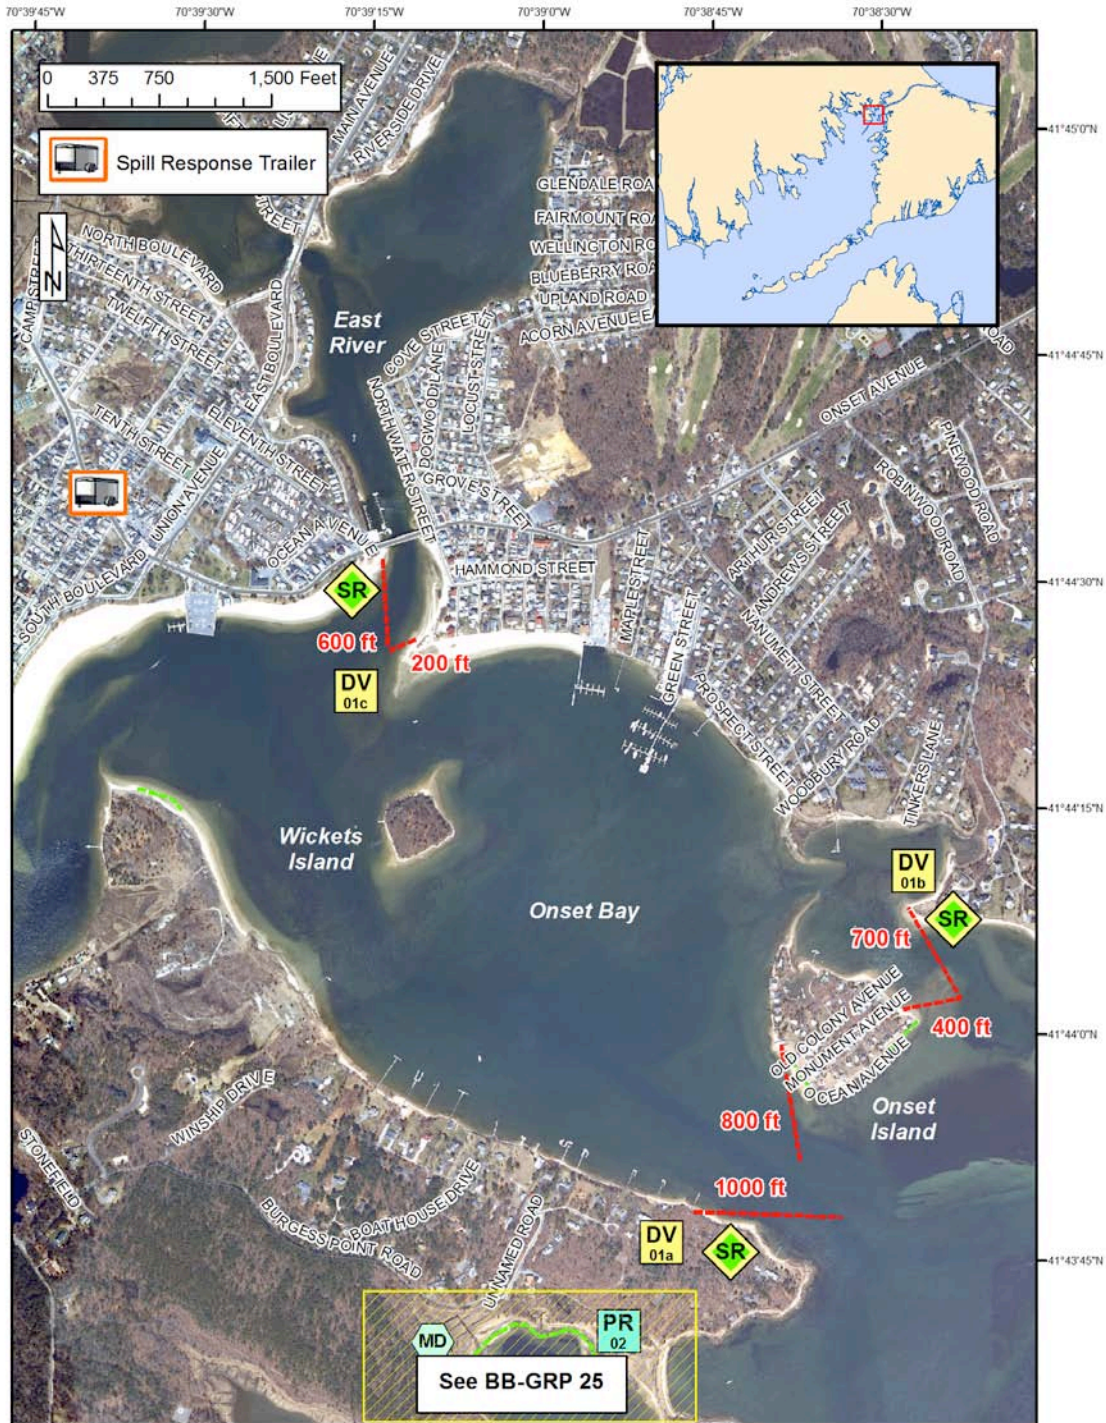 70°39'45"W
70°39'30"W
70°39'15"W
70°39'0"W
70°38'45"W
70°38'30"W
0 375 750 1,500 Feet
Spill Response Trailer
N
MAIN AVENUE
RIVERSIDE DRIVE
STREET
CAMP STREET
NORTH BOULEVARD
THIRTEENTH STREET
TWELFTH STREET
EAST BOULEVARD
ELEVENTH STREET
TENTH STREET
UNION AVENUE
OCEAN AVENUE
SOUTH BOULEVARD
East
River
COVE STREET
DOGWOOD LANE
LOCUST STREET
NORTH WATER STREET
GROVE STREET
HAMMOND STREET
GLENDALE ROA
FAIRMOUNT ROA
WELLINGTON RO
BLUEBERRY ROA
UPLAND ROAD
ACORN AVENUE EA
ROAD
ONSET AVENUE
PINEWOOD ROAD
ROBINWOOD ROAD
ARTHUR STREET
N ANDREWS STREET
NANUMETT STREET
MAPLE STREET
GREEN STREET
PROSPECT STREET
WOODBURY ROAD
TINKERS LANE
41°45'0"N
41°44'45"N
41°44'30"N
41°44'15"N
41°44'0"N
41°43'45"N
SR
600 ft
200 ft
DV
01c
Wickets
Island
Onset Bay
DV
01b
SR
700 ft
400 ft
OLD COLONY AVENUE
MONUMENT AVENUE
OCEAN AVENUE
Onset
Island
800 ft
1000 ft
DV
01a
SR
WINSHIP DRIVE
STONEFIELD
BOAT HOUSE DRIVE
BURGESS POINT ROAD
UNNAMED ROAD
MD
PR
02
See BB-GRP 25